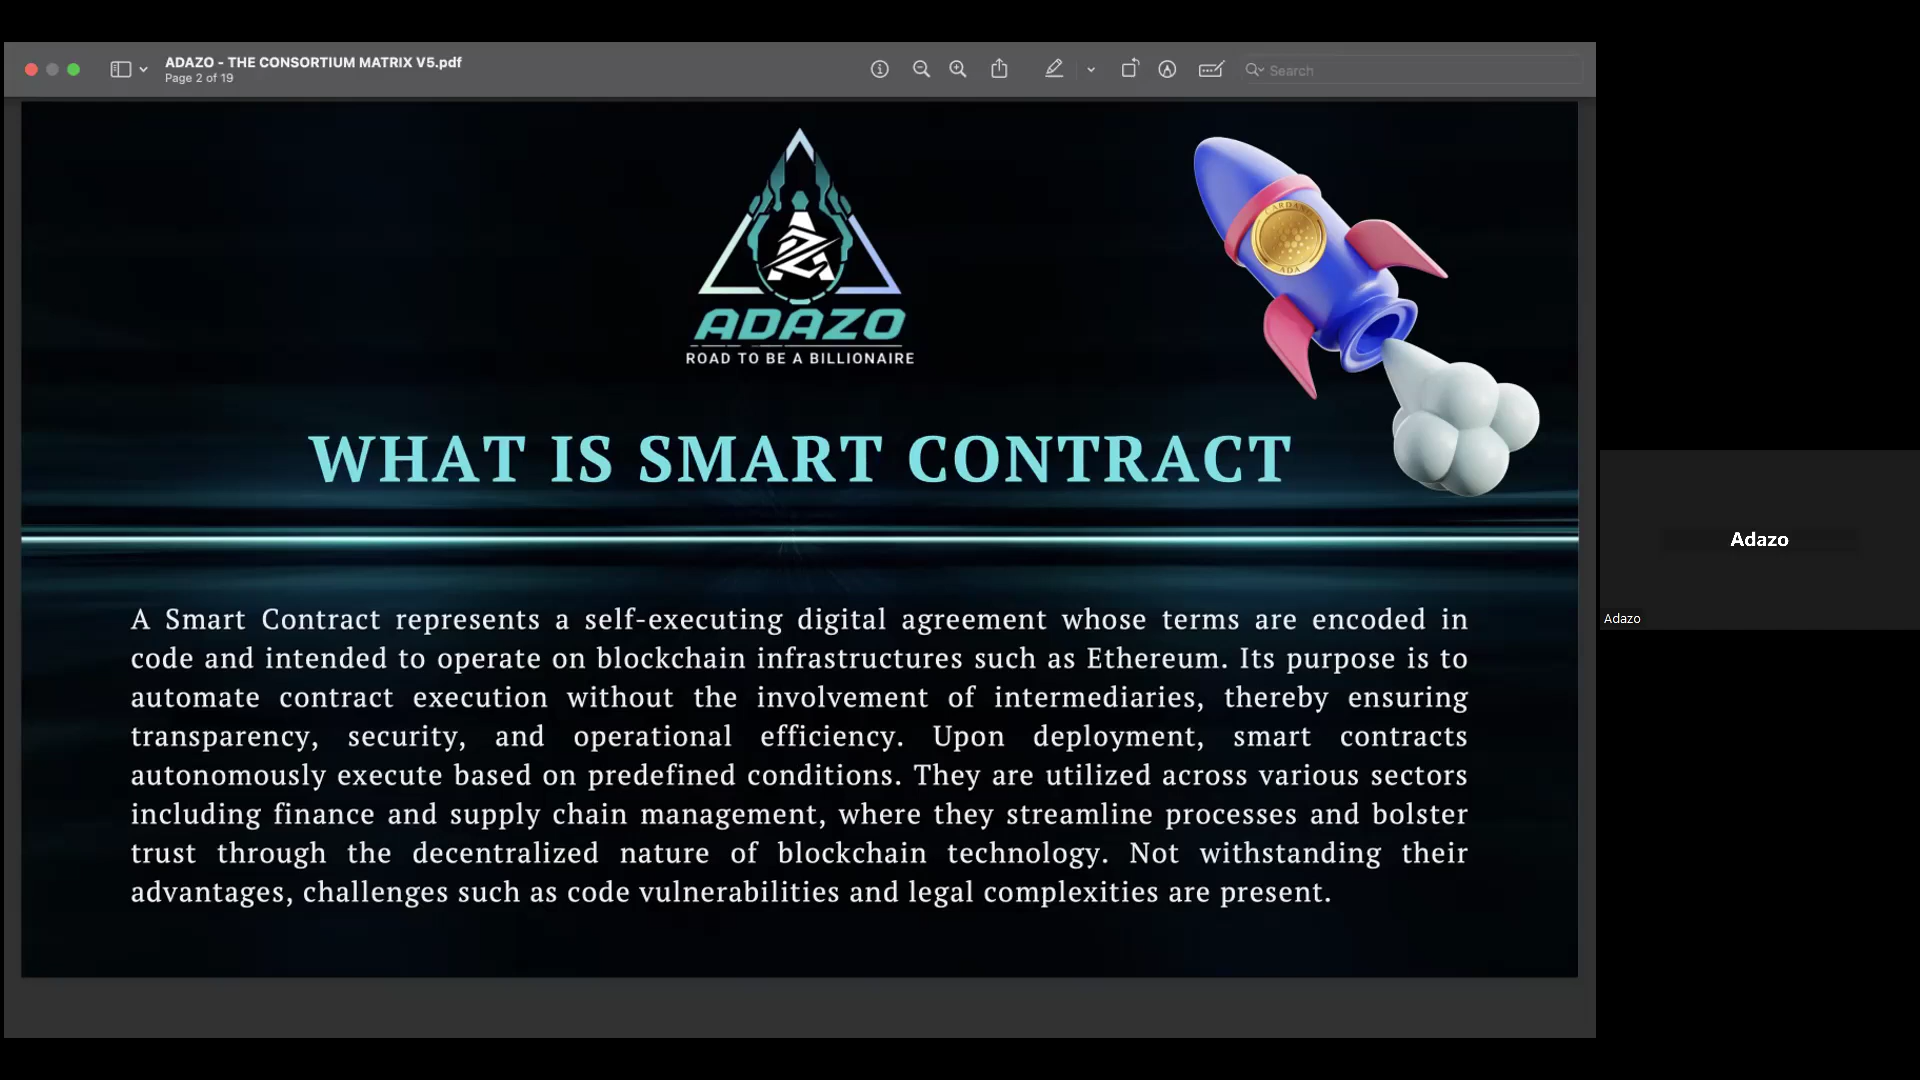 ADAZO - THE CONSORTIUM MATRIX V5.pdf
Page 2 of 19
Search
CARDANO
ADA
ADAZO
ROAD TO BE A BILLIONAIRE
WHAT IS SMART CONTRACT
A Smart Contract represents a self-executing digital agreement whose terms are encoded in
code and intended to operate on blockchain infrastructures such as Ethereum. Its purpose is to
automate contract execution without the involvement of intermediaries, thereby ensuring
transparency, security, and operational efficiency. Upon deployment, smart contracts
autonomously execute based on predefined conditions. They are utilized across various sectors
including finance and supply chain management, where they streamline processes and bolster
trust through the decentralized nature of blockchain technology. Not withstanding their
advantages, challenges such as code vulnerabilities and legal complexities are present.
Adazo
Adazo